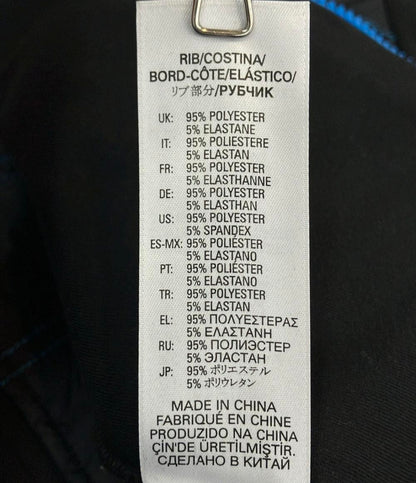 RIB/COSTINA/
BORD-CÔTE/ELÁSTICO/
リブ部分/РУБЧИК
UK: 95% POLYESTER
5% ELASTANE
IT: 95% POLIESTERE
5% ELASTAN
FR: 95% POLYESTER
5% ELASTHANNE
DE: 95% POLYESTER
5% ELASTHAN
US: 95% POLYESTER
5% SPANDEX
ES-MX: 95% POLIÉSTER
5% ELASTANO
PT: 95% POLIÉSTER
5% ELASTANO
TR: 95% POLYESTER
5% ELASTAN
EL: 95% ΠΟΛΥΕΣΤΕΡΑΣ
5% ΕΛΑΣΤΑΝΗ
RU: 95% ПОЛИЭСТЕР
5% ЭЛАСТАН
JP: 95% ポリエステル
5% ポリウレタン
MADE IN CHINA
FABRIQUÉ EN CHINE
PRODUZIDO NA CHINA
ÇİN'DE ÜRETİLMİŞTİR.
СДЕЛАНО В КИТАЙ